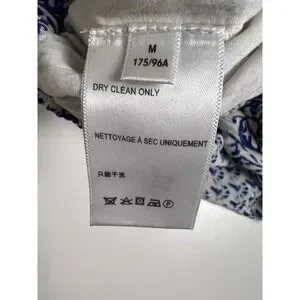 M
175/96A
DRY CLEAN ONLY
NETTOYAGE À SEC UNIQUEMENT
只能干洗